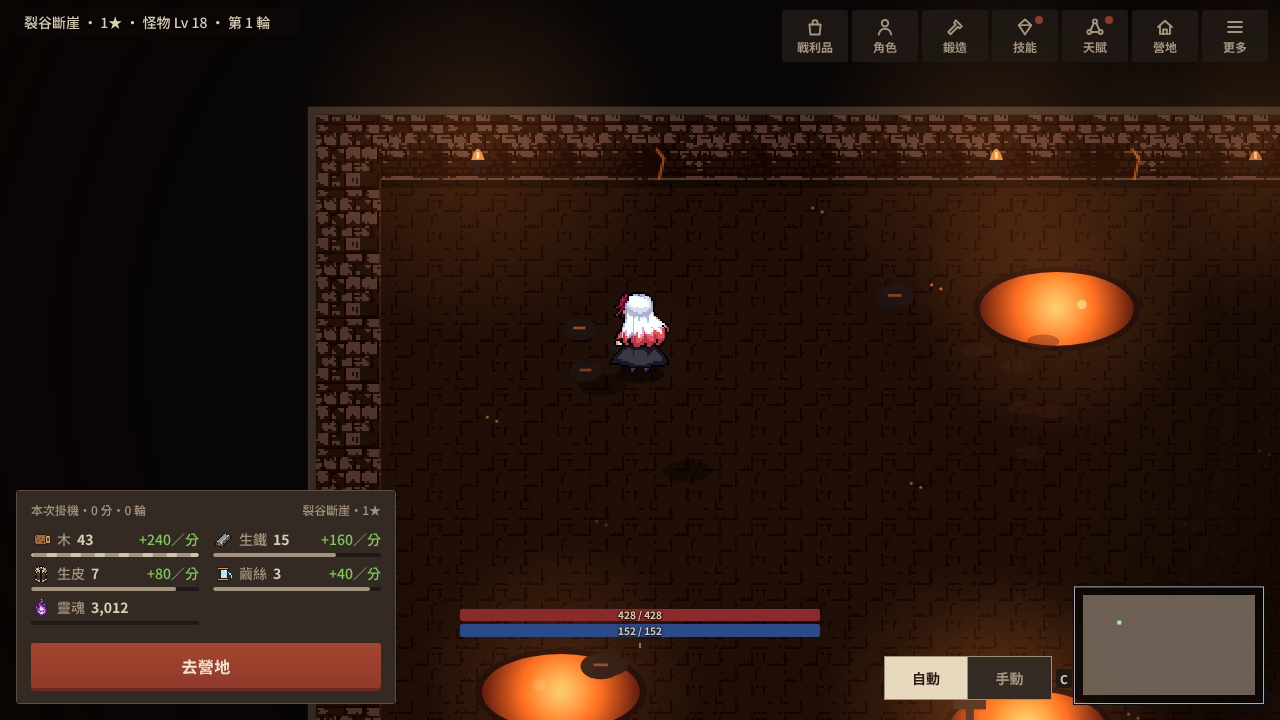 裂谷斷崖 · 1★ · 怪物 Lv 18 · 第 1 輪
戰利品
角色
鍛造
技能
天賦
營地
更多
本次掛機 · 0 分 · 0 輪
裂谷斷崖 · 1★
木 43 +240／分
生鐵 15 +160／分
生皮 7 +80／分
繭絲 3 +40／分
靈魂 3,012
去營地
428 / 428
152 / 152
自動
手動
C